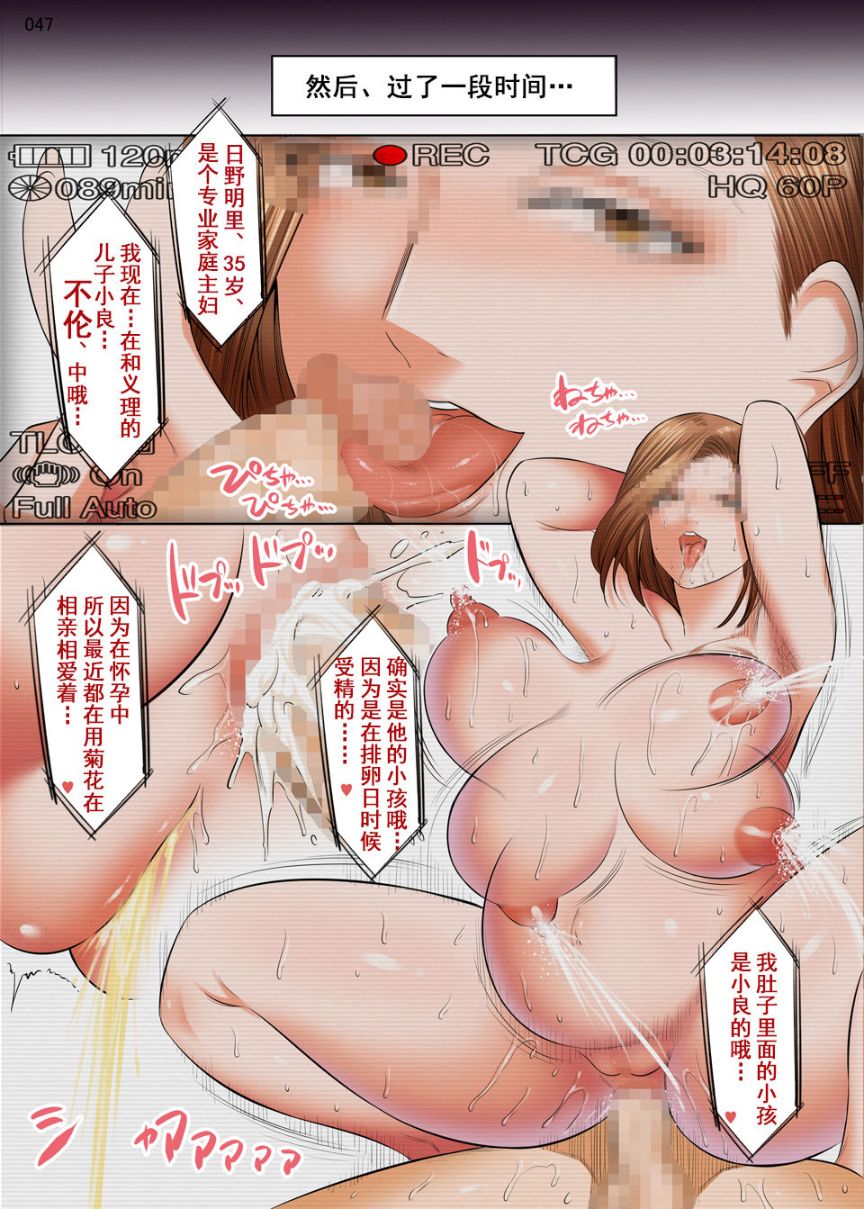 047
然后、过了一段时间…
120m
REC
TCG 00:03:14:08
089min
HQ 60P
日野明里、35岁、
是个专业家庭主妇
我现在…在和义理的
儿子小良…
不伦、中哦…
On
Full Auto
ねちゃ…
ねちゃ…
ぴちゃ…
ぴちゃ…
ドプッ
ドプッ
ドプッ
因为在怀孕中
所以最近都在用菊花在
相亲相爱着…♥
确实是他的小孩哦…
因为是在排卵日时候
受精的……♥
我肚子里面的小孩
是小良的哦…♥
シ
ャアアアアア